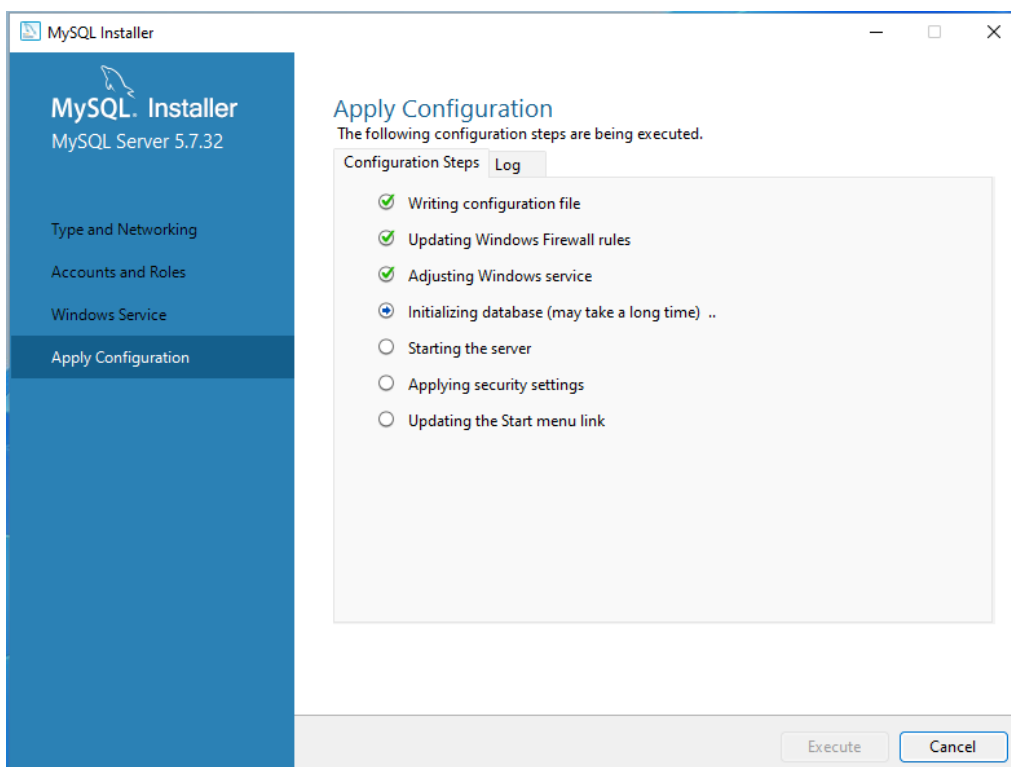 MySQL Installer
MySQL. Installer
MySQL Server 5.7.32
Type and Networking
Accounts and Roles
Windows Service
Apply Configuration
Apply Configuration
The following configuration steps are being executed.
Configuration Steps
Log
Writing configuration file
Updating Windows Firewall rules
Adjusting Windows service
Initializing database (may take a long time) ..
Starting the server
Applying security settings
Updating the Start menu link
Execute
Cancel